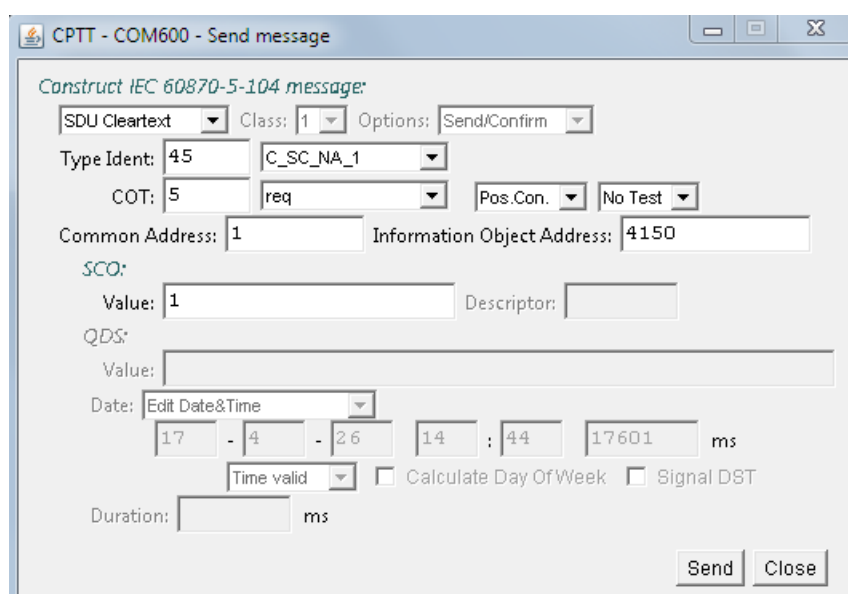 CPTT - COM600 - Send message
Construct IEC 60870-5-104 message:
SDU Cleartext Class: 1 Options: Send/Confirm
Type Ident: 45 C_SC_NA_1
COT: 5 req Pos.Con. No Test
Common Address: 1 Information Object Address: 4150
SCO:
Value: 1 Descriptor:
QDS:
Value:
Date: Edit Date&Time
17 - 4 - 26 14 : 44 17601 ms
Time valid Calculate Day Of Week Signal DST
Duration: ms
Send Close